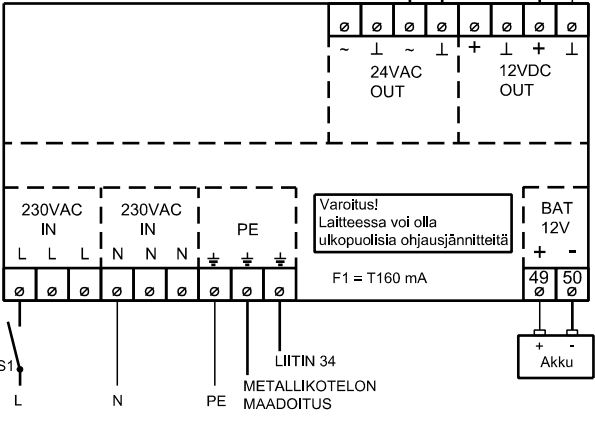 ~ ⊥ ~ ⊥ + ⊥ + ⊥
24VAC
OUT
12VDC
OUT
230VAC
IN
L L L
230VAC
IN
N N N
PE
Varoitus!
Laitteessa voi olla
ulkopuolisia ohjausjännitteitä
F1 = T160 mA
BAT
12V
+ -
49 50
S1
L
N
PE
METALLIKOTELON
MAADOITUS
LIITIN 34
+ -
Akku